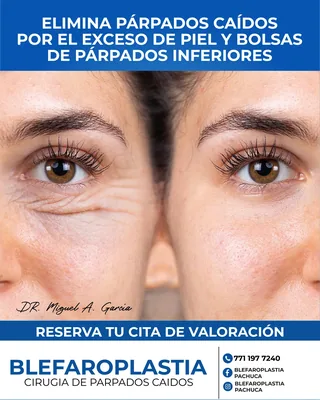 ELIMINA PÁRPADOS CAÍDOS
POR EL EXCESO DE PIEL Y BOLSAS
DE PÁRPADOS INFERIORES
DR. Miguel A. Garcia
RESERVA TU CITA DE VALORACIÓN
BLEFAROPLASTIA
CIRUGIA DE PARPADOS CAIDOS
771 197 7240
BLEFAROPLASTIA
PACHUCA
BLEFAROPLASTIA
PACHUCA